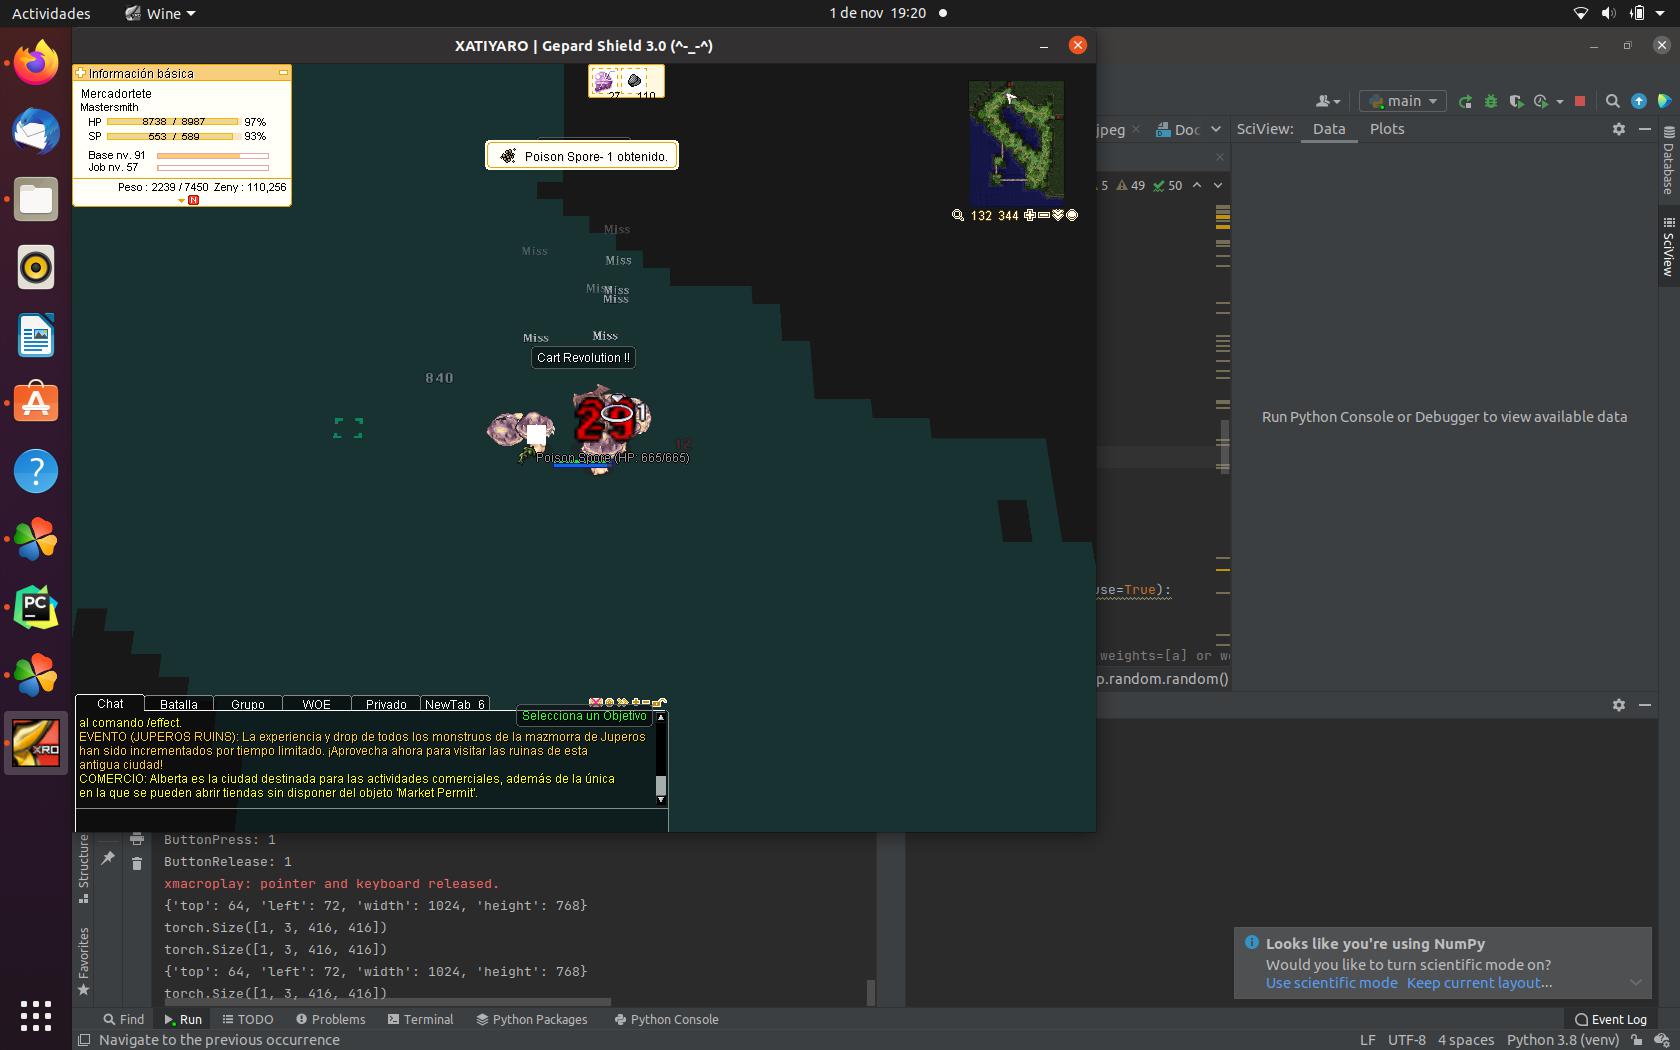 Actividades
Wine
1 de nov 19:20
XATIYARO | Gepard Shield 3.0 (^-_-^)
Información básica
Mercadortete
Mastersmith
HP 8738 / 8987 97%
SP 553 / 589 93%
Base nv. 91
Job nv. 57
Peso : 2239 / 7450 Zeny : 110,256
N
27 110
Poison Spore- 1 obtenido.
132 344
Miss
Miss
Miss
Miss
Miss
Miss
Miss
Cart Revolution !!
840
29
1
12
Poison Spore (HP: 665/665)
Chat Batalla Grupo WOE Privado NewTab_6
Selecciona un Objetivo
al comando /effect.
EVENTO (JUPEROS RUINS): La experiencia y drop de todos los monstruos de la mazmorra de Juperos
han sido incrementados por tiempo limitado. ¡Aprovecha ahora para visitar las ruinas de esta
antigua ciudad!
COMERCIO: Alberta es la ciudad destinada para las actividades comerciales, además de la única
en la que se pueden abrir tiendas sin disponer del objeto 'Market Permit'.
main
jpeg Doc SciView: Data Plots
5 49 50
Database
SciView
Run Python Console or Debugger to view available data
use=True):
weights=[a] or we
p.random.random()
PC
XRO
Structure
Favorites
ButtonPress: 1
ButtonRelease: 1
xmacroplay: pointer and keyboard released.
{'top': 64, 'left': 72, 'width': 1024, 'height': 768}
torch.Size([1, 3, 416, 416])
torch.Size([1, 3, 416, 416])
{'top': 64, 'left': 72, 'width': 1024, 'height': 768}
torch.Size([1, 3, 416, 416])
Looks like you're using NumPy
Would you like to turn scientific mode on?
Use scientific mode Keep current layout...
Find Run TODO Problems Terminal Python Packages Python Console Event Log
Navigate to the previous occurrence
LF UTF-8 4 spaces Python 3.8 (venv)